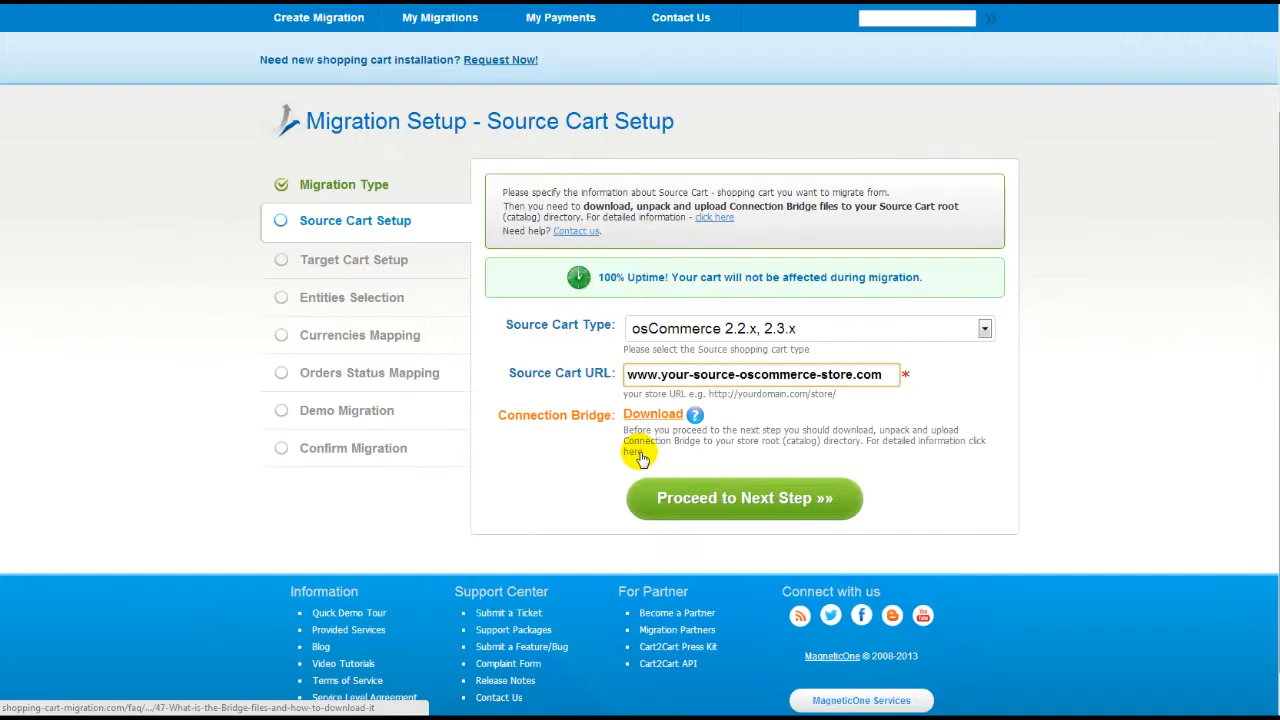 Create Migration
My Migrations
My Payments
Contact Us
Need new shopping cart installation? Request Now!
Migration Setup - Source Cart Setup
Migration Type
Source Cart Setup
Target Cart Setup
Entities Selection
Currencies Mapping
Orders Status Mapping
Demo Migration
Confirm Migration
Please specify the information about Source Cart - shopping cart you want to migrate from.
Then you need to download, unpack and upload Connection Bridge files to your Source Cart root
(catalog) directory. For detailed information - click here
Need help? Contact us.
100% Uptime! Your cart will not be affected during migration.
Source Cart Type: osCommerce 2.2.x, 2.3.x
Please select the Source shopping cart type
Source Cart URL: www.your-source-oscommerce-store.com *
your store URL e.g. http://yourdomain.com/store/
Connection Bridge: Download ?
Before you proceed to the next step you should download, unpack and upload
Connection Bridge to your store root (catalog) directory. For detailed information click
here.
Proceed to Next Step »»
Information
Quick Demo Tour
Provided Services
Blog
Video Tutorials
Terms of Service
Service Level Agreement
Support Center
Submit a Ticket
Support Packages
Submit a Feature/Bug
Complaint Form
Release Notes
Contact Us
For Partner
Become a Partner
Migration Partners
Cart2Cart Press Kit
Cart2Cart API
Connect with us
You Tube
MagneticOne © 2008-2013
MagneticOne Services
shopping-cart-migration.com/faq/.../47-What-is-the-Bridge-files-and-how-to-download-it